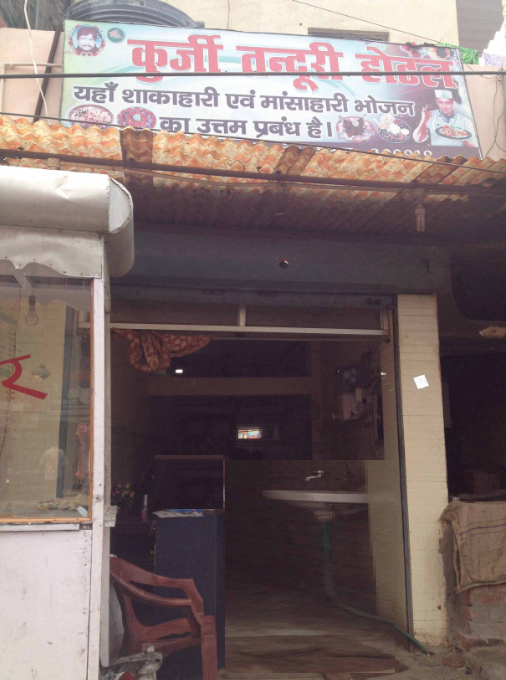 कुर्जी तन्दूरी होटल
यहाँ शाकाहारी एवं मांसाहारी भोजन
का उत्तम प्रबंध है।
र